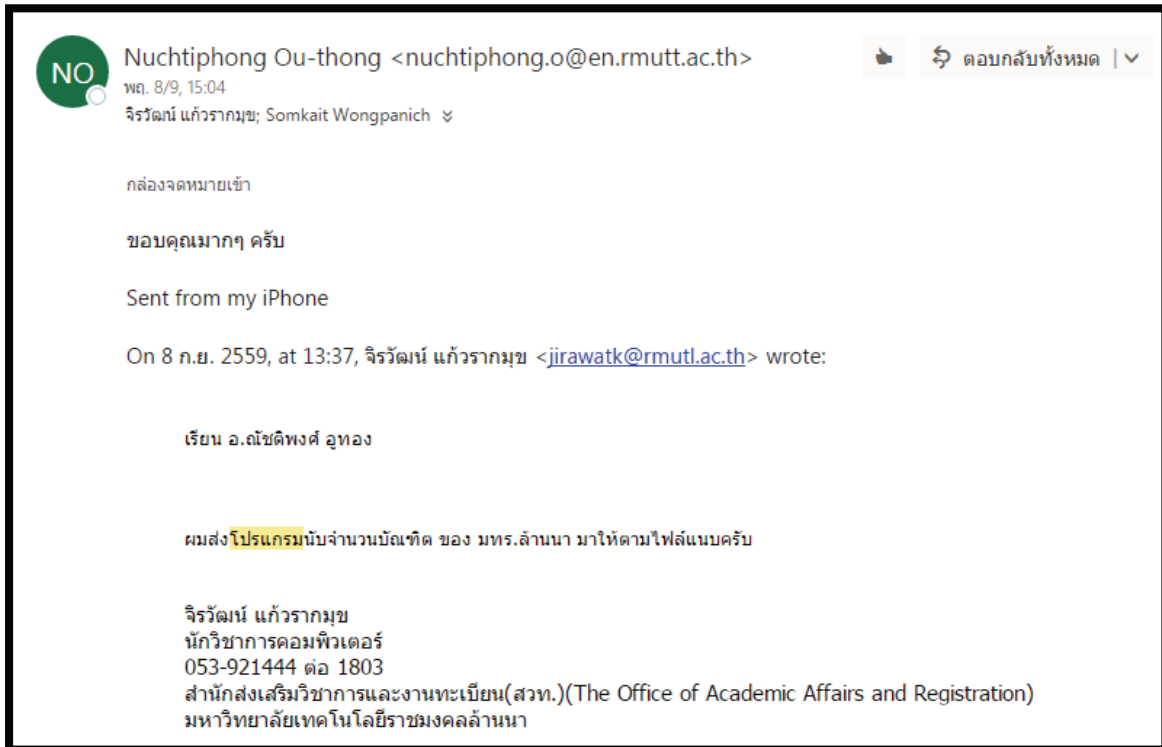 NO
Nuchtiphong Ou-thong <nuchtiphong.o@en.rmutt.ac.th>
ตอบกลับทั้งหมด
พฤ. 8/9, 15:04
จิรวัฒน์ แก้วรากมุข; Somkait Wongpanich
กล่องจดหมายเข้า
ขอบคุณมากๆ ครับ
Sent from my iPhone
On 8 ก.ย. 2559, at 13:37, จิรวัฒน์ แก้วรากมุข <jirawatk@rmutl.ac.th> wrote:
เรียน อ.ณัชติพงศ์ อูทอง
ผมส่งโปรแกรมนับจำนวนบัณฑิต ของ มทร.ล้านนา มาให้ตามไฟล์แนบครับ
จิรวัฒน์ แก้วรากมุข
นักวิชาการคอมพิวเตอร์
053-921444 ต่อ 1803
สำนักส่งเสริมวิชาการและงานทะเบียน(สวท.)(The Office of Academic Affairs and Registration)
มหาวิทยาลัยเทคโนโลยีราชมงคลล้านนา